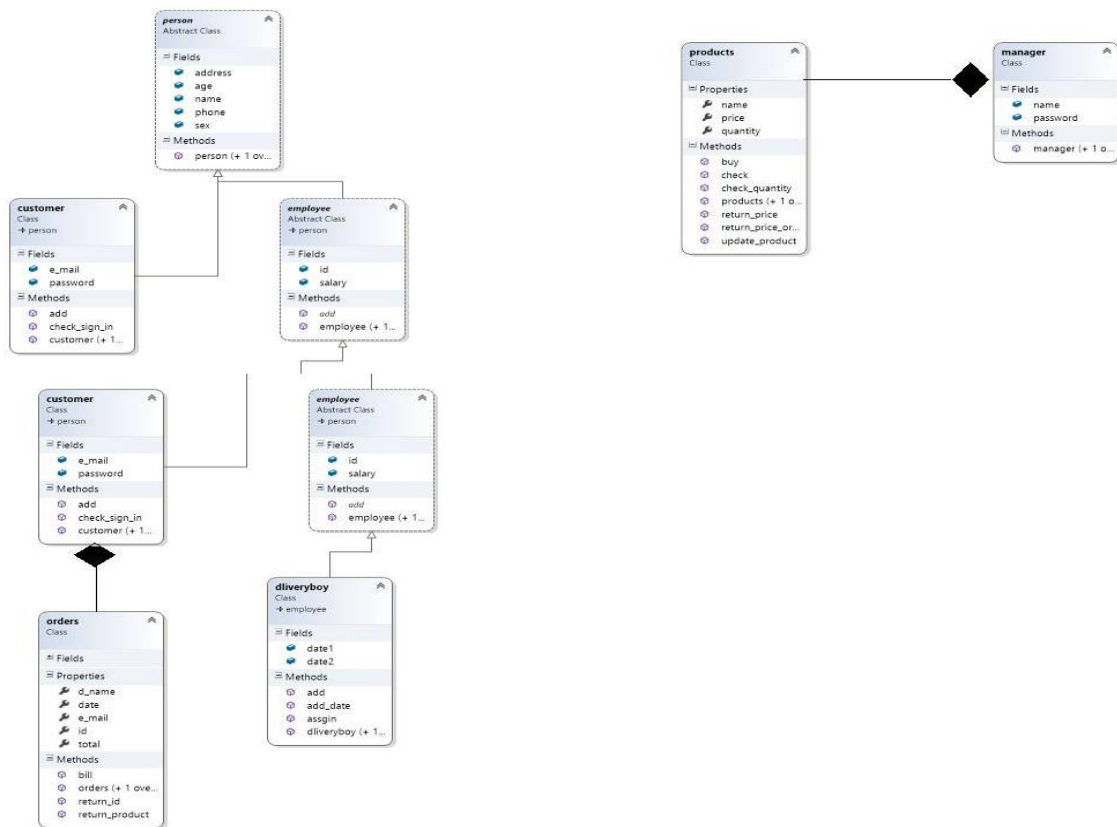 person
Abstract Class
Fields
address
age
name
phone
sex
Methods
person (+ 1 ov...
products
Class
Properties
name
price
quantity
Methods
buy
check
check_quantity
products (+ 1 o...
return_price
return_price_or...
update_product
manager
Class
Fields
name
password
Methods
manager (+ 1 o...
customer
Class
person
Fields
e_mail
password
Methods
add
check_sign_in
customer (+ 1...
employee
Abstract Class
person
Fields
id
salary
Methods
add
employee (+ 1...
customer
Class
person
Fields
e_mail
password
Methods
add
check_sign_in
customer (+ 1...
employee
Abstract Class
person
Fields
id
salary
Methods
add
employee (+ 1...
orders
Class
Fields
Properties
d_name
date
e_mail
id
total
Methods
bill
orders (+ 1 ove...
return_id
return_product
dliveryboy
Class
employee
Fields
date1
date2
Methods
add
add_date
assgin
dliveryboy (+ 1...